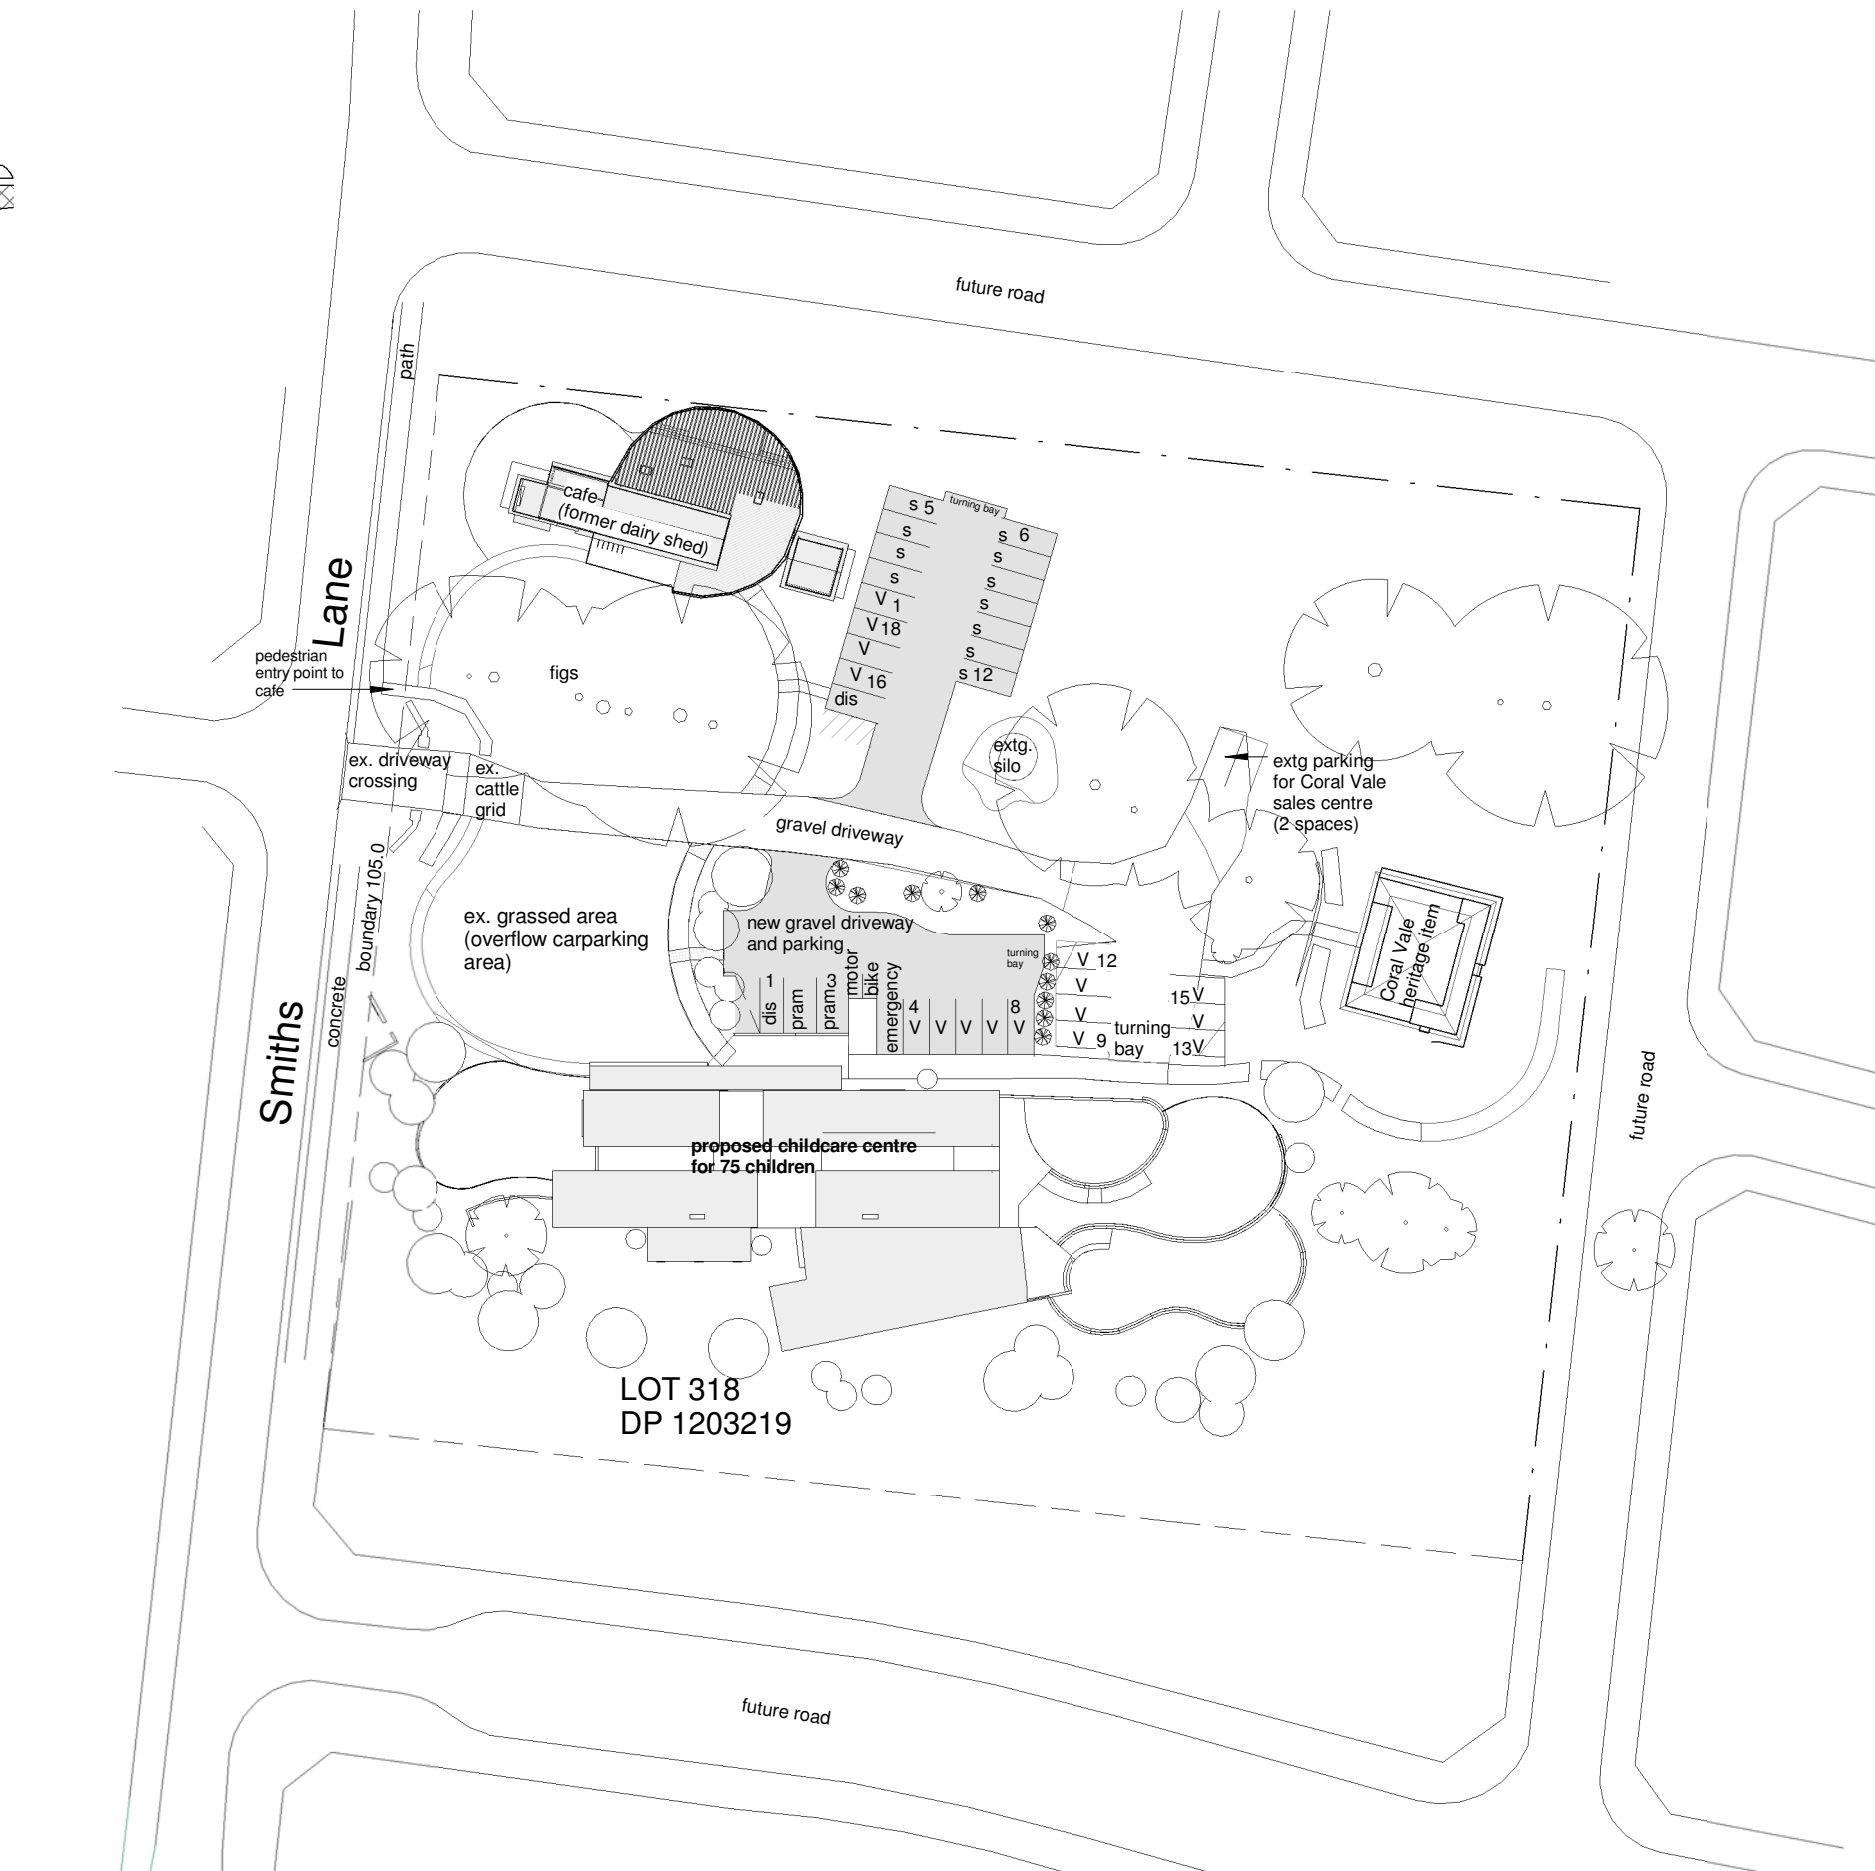 future road
path
cafe
(former dairy shed)
s 5
s
s
s
V 1
V 18
V
V 16
dis
turning bay
s 6
s
s
s
s
s
s 12
Smiths Lane
pedestrian
entry point to
cafe
figs
ex. driveway
crossing
ex.
cattle
grid
extg.
silo
extg parking
for Coral Vale
sales centre
(2 spaces)
gravel driveway
boundary 105.0
concrete
ex. grassed area
(overflow carparking
area)
new gravel driveway
and parking
turning
bay
1
dis
pram
3
pram
motor
bike
emergency
4
V
V
V
V
8
V
V 12
V
V
V 9
turning
bay
15V
V
13V
Coral Vale
heritage item
future road
proposed childcare centre
for 75 children
LOT 318
DP 1203219
future road